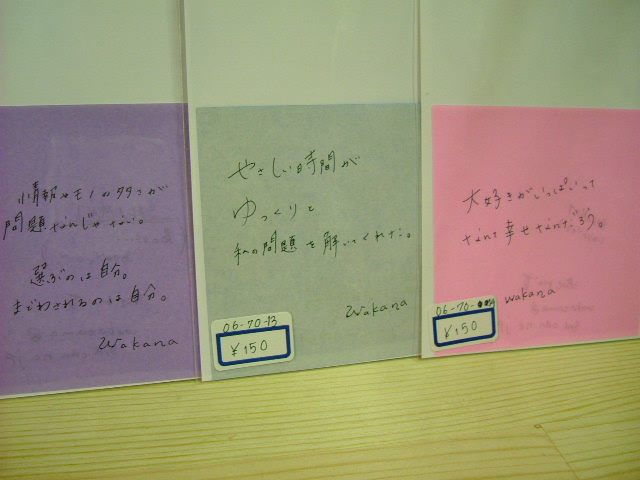 情報やモノの多さが
問題なんじゃない。
選ぶのは自分。
まどわされるのは自分。
wakana
やさしい時間が
ゆっくりと
私の問題を解いてくれた。
wakana
06-70-13
¥150
大好きがいっぱいって
なんて幸せなんだろう。
wakana
06-70-
¥150